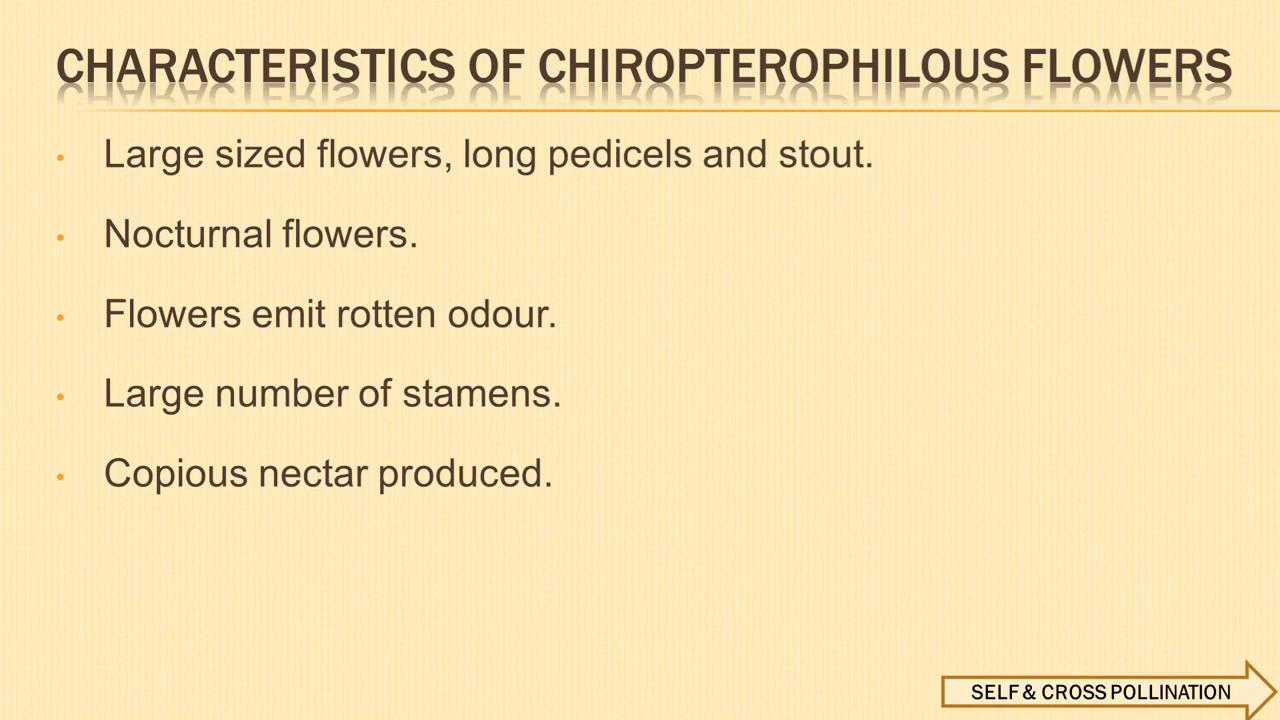 CHARACTERISTICS OF CHIROPTEROPHILOUS FLOWERS
• Large sized flowers, long pedicels and stout.
• Nocturnal flowers.
• Flowers emit rotten odour.
• Large number of stamens.
• Copious nectar produced.
SELF & CROSS POLLINATION